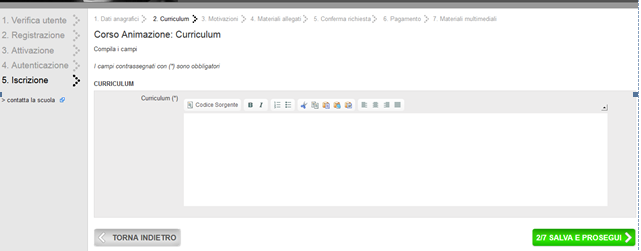 1. Verifica utente
2. Registrazione
3. Attivazione
4. Autenticazione
5. Iscrizione
> contatta la scuola
1. Dati anagrafici 2. Curriculum 3. Motivazioni 4. Materiali allegati 5. Conferma richiesta 6. Pagamento 7. Materiali multimediali
Corso Animazione: Curriculum
Compila i campi
I campi contrassegnati con (*) sono obbligatori
CURRICULUM
Curriculum (*)
Codice Sorgente B I
TORNA INDIETRO
2/7 SALVA E PROSEGUI